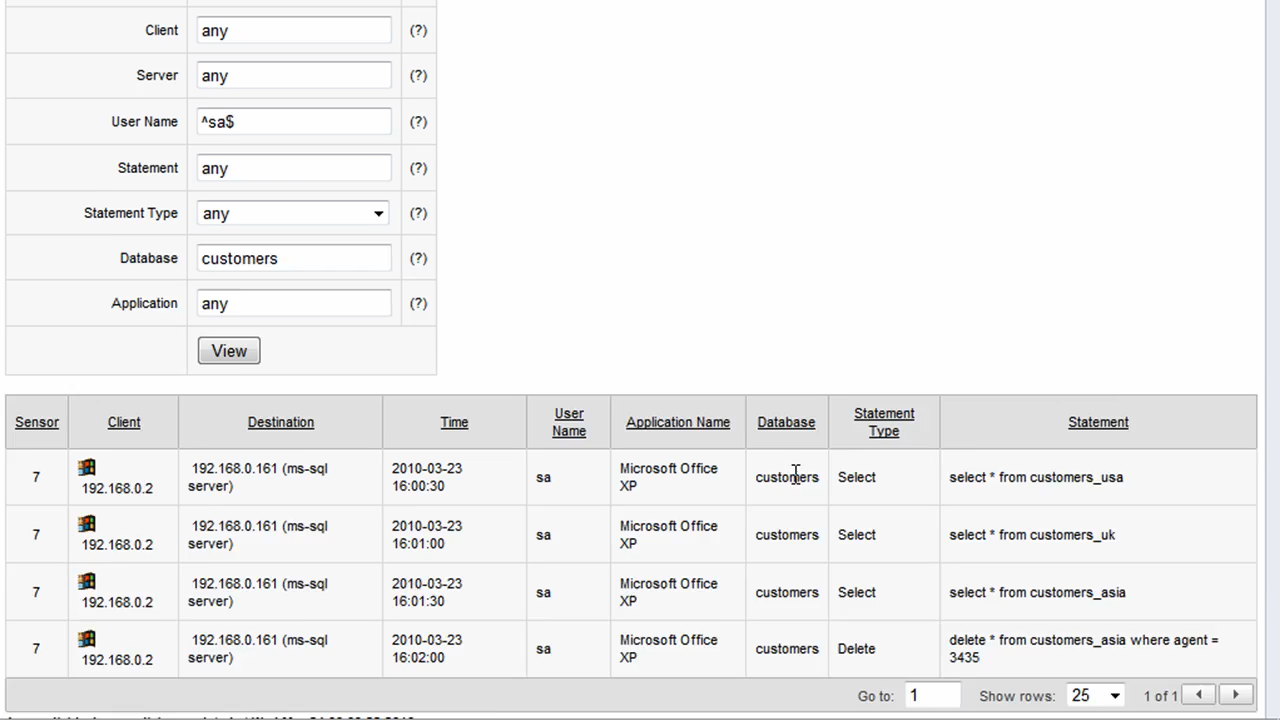 Client any (?)
Server any (?)
User Name ^sa$ (?)
Statement any (?)
Statement Type any (?)
Database customers (?)
Application any (?)
View
Sensor Client Destination Time User Name Application Name Database Statement Type Statement
7 192.168.0.2 192.168.0.161 (ms-sql server) 2010-03-23 16:00:30 sa Microsoft Office XP customers Select select * from customers_usa
7 192.168.0.2 192.168.0.161 (ms-sql server) 2010-03-23 16:01:00 sa Microsoft Office XP customers Select select * from customers_uk
7 192.168.0.2 192.168.0.161 (ms-sql server) 2010-03-23 16:01:30 sa Microsoft Office XP customers Select select * from customers_asia
7 192.168.0.2 192.168.0.161 (ms-sql server) 2010-03-23 16:02:00 sa Microsoft Office XP customers Delete delete * from customers_asia where agent = 3435
Go to: 1 Show rows: 25 1 of 1